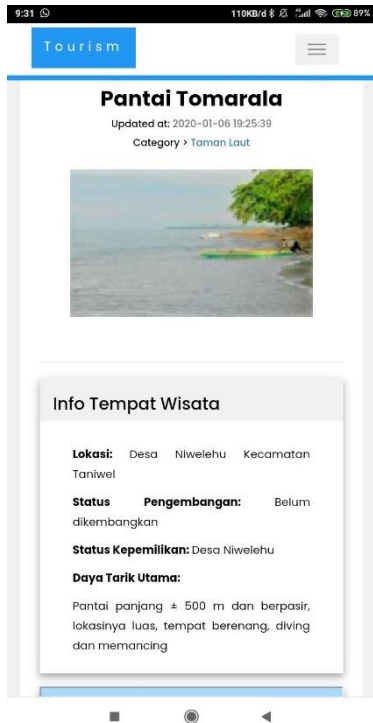 9:31 110KB/d 89%
Tourism
Pantai Tomarala
Updated at: 2020-01-06 19:25:39
Category > Taman Laut
Info Tempat Wisata
Lokasi: Desa Niwelehu Kecamatan
Taniwel
Status Pengembangan: Belum
dikembangkan
Status Kepemilikan: Desa Niwelehu
Daya Tarik Utama:
Pantai panjang ± 500 m dan berpasir,
lokasinya luas, tempat berenang, diving
dan memancing